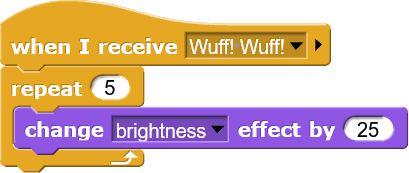 when I receive Wuff! Wuff!
repeat 5
change brightness effect by 25